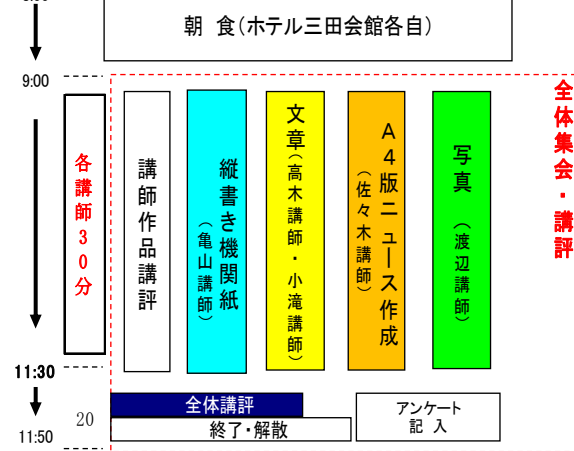 朝 食(ホテル三田会館各自)
9:00
全体集会・講評
各講師30分
講師作品講評
縦書き機関紙
（亀山講師）
文章(高木講師・小滝講師)
A4版ニュース作成
（佐々木講師）
写真 （渡辺講師）
11:30
20
全体講評
終了・解散
アンケート
記 入
11:50